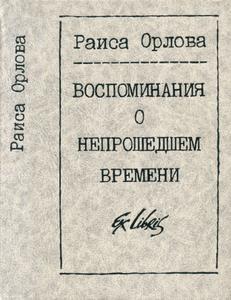 Раиса Орлова
Раиса Орлова
ВОСПОМИНАНИЯ
О
НЕПРОШЕДШЕМ
ВРЕМЕНИ
Ex Libris